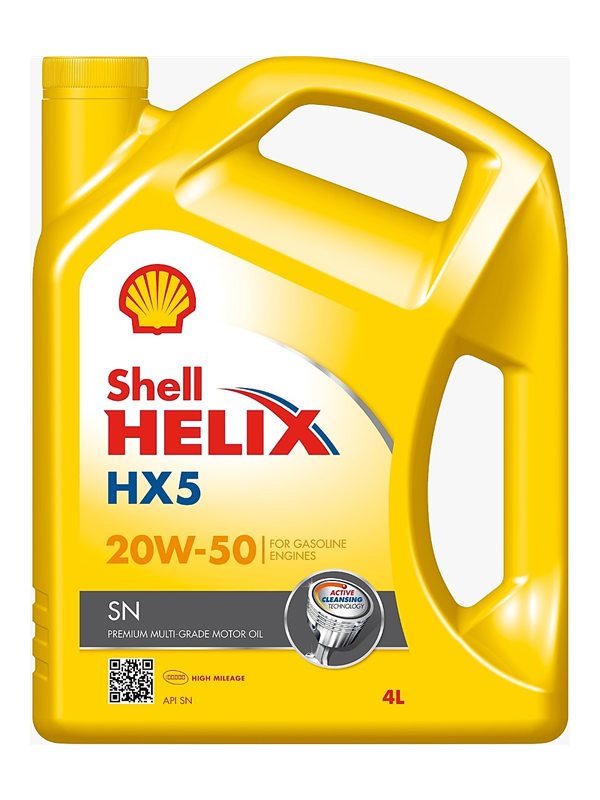 Shell
HELIX
HX5
20W-50
FOR GASOLINE
ENGINES
ACTIVE
CLEANSING
TECHNOLOGY
SN
PREMIUM MULTI-GRADE MOTOR OIL
HIGH MILEAGE
API SN
4L